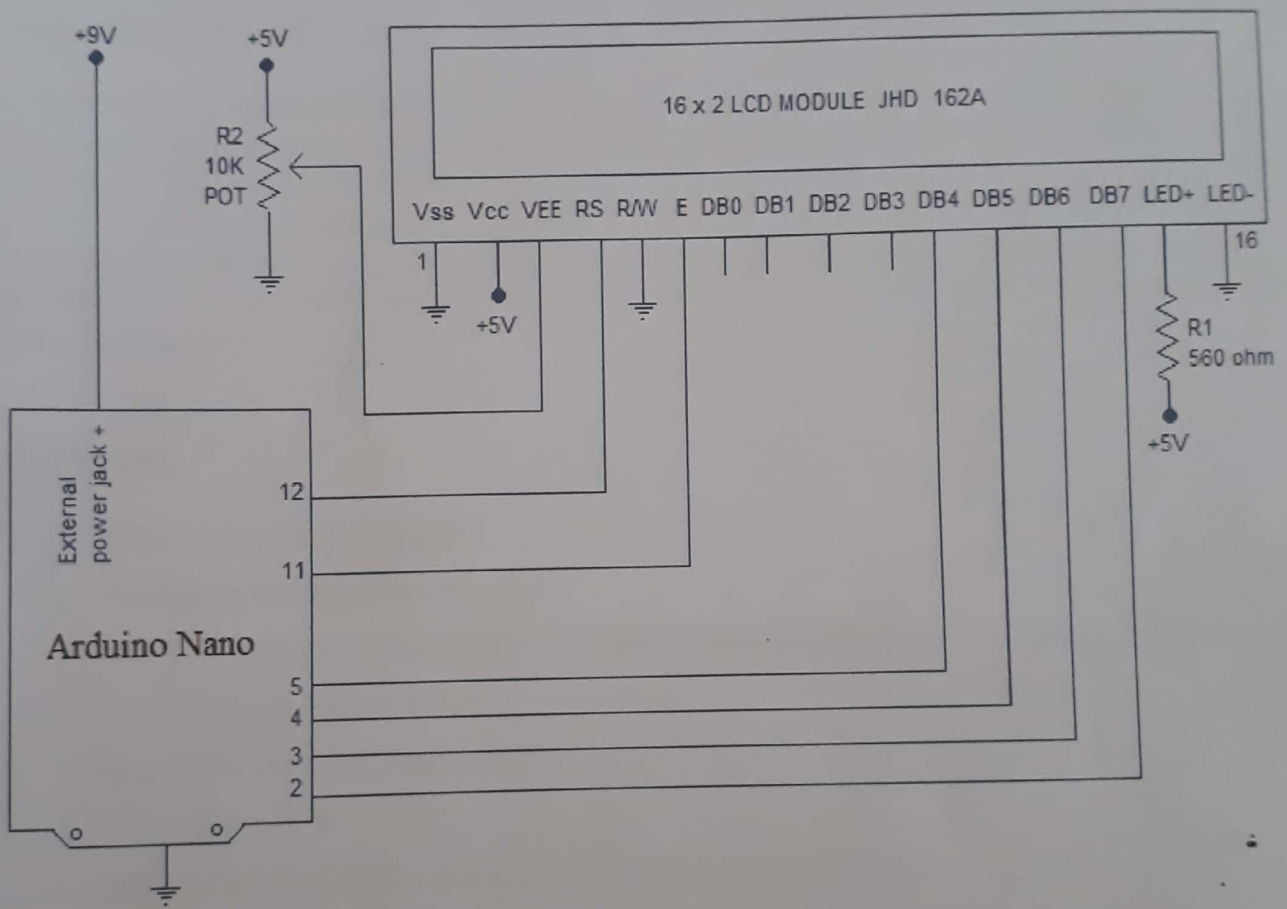 +9V
+5V
R2
10K
POT
16 x 2 LCD MODULE JHD 162A
Vss Vcc VEE RS R/W E DB0 DB1 DB2 DB3 DB4 DB5 DB6 DB7 LED+ LED-
1
16
+5V
R1
560 ohm
+5V
External
power jack +
12
11
Arduino Nano
5
4
3
2